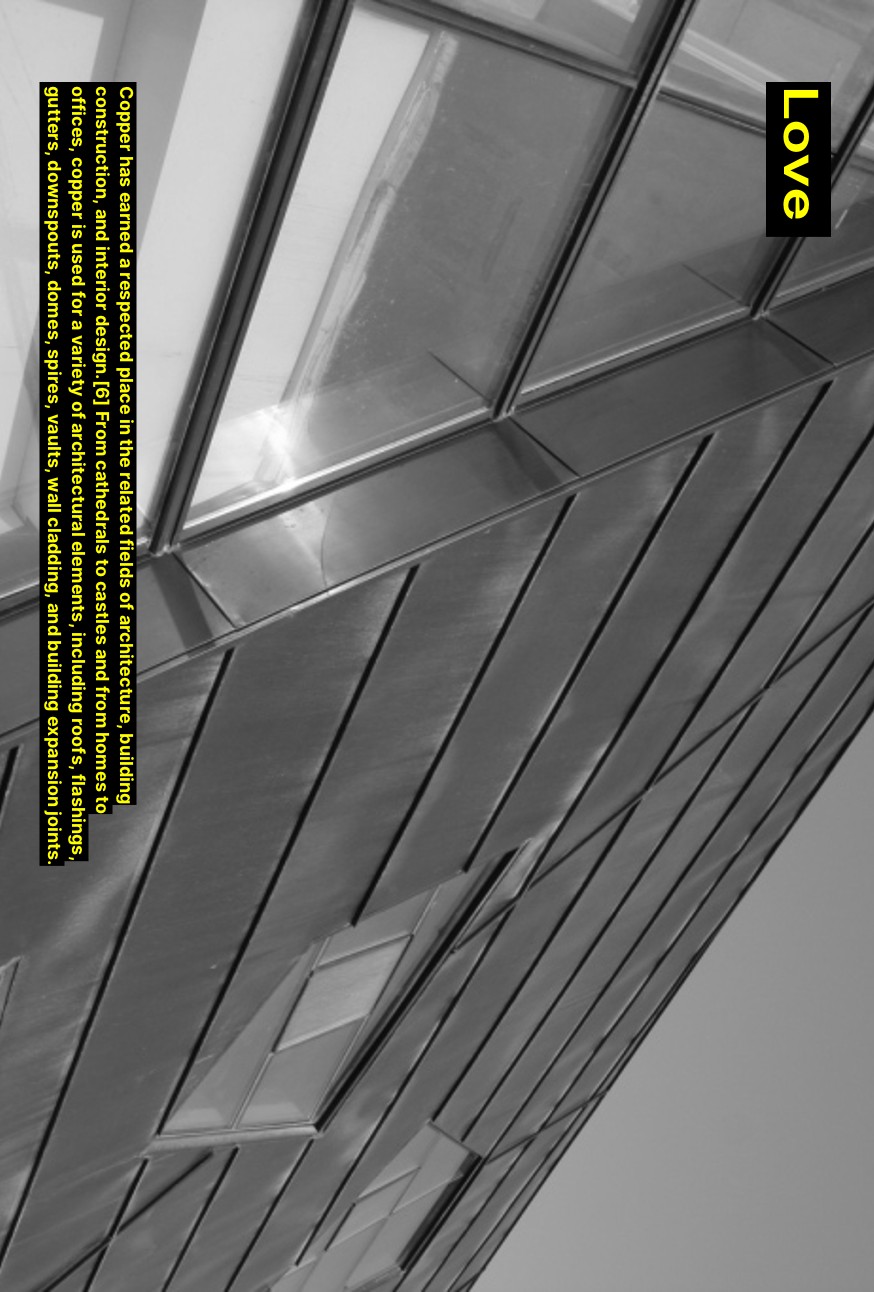 Love
Copper has earned a respected place in the related fields of architecture, building
construction, and interior design.[6] From cathedrals to castles and from homes to
offices, copper is used for a variety of architectural elements, including roofs, flashings,
gutters, downspouts, domes, spires, vaults, wall cladding, and building expansion joints.